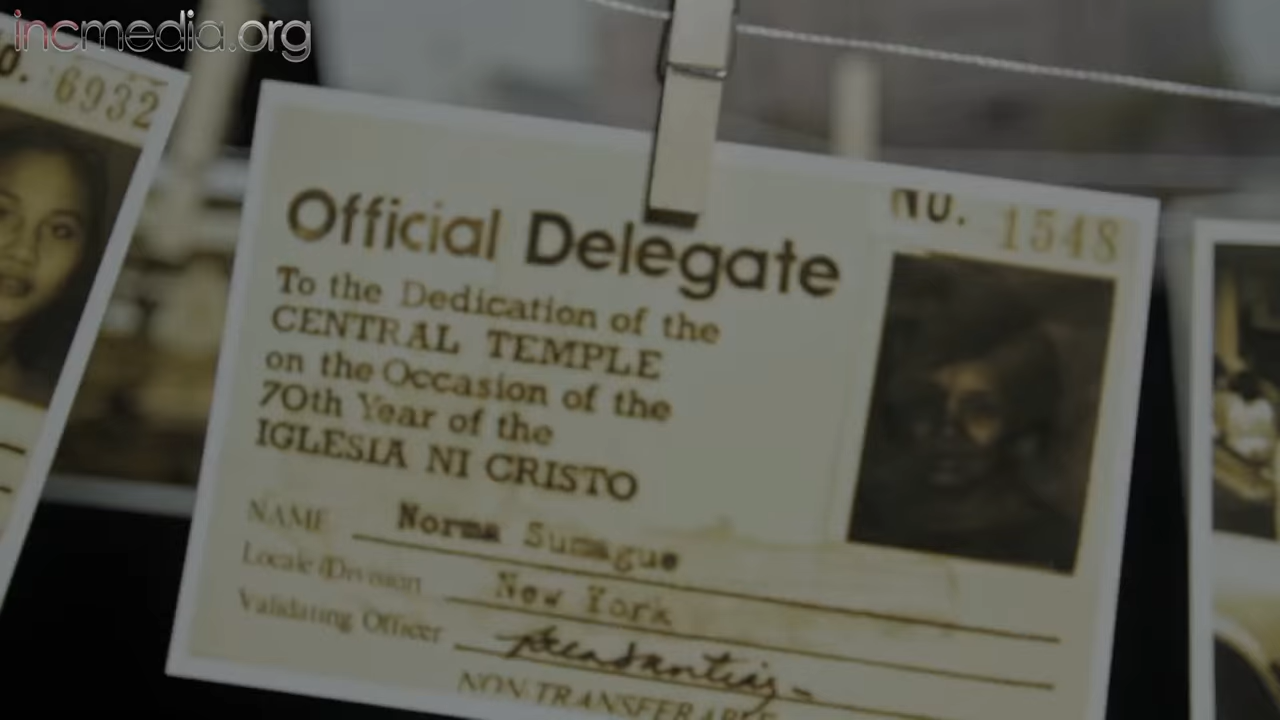 incmedia.org
o. 6932
Official Delegate
No. 1548
To the Dedication of the
CENTRAL TEMPLE
on the Occasion of the
70th Year of the
IGLESIA NI CRISTO
NAME Norma Sumague
Locale/Division New York
Validating Officer
NON-TRANSFERABLE